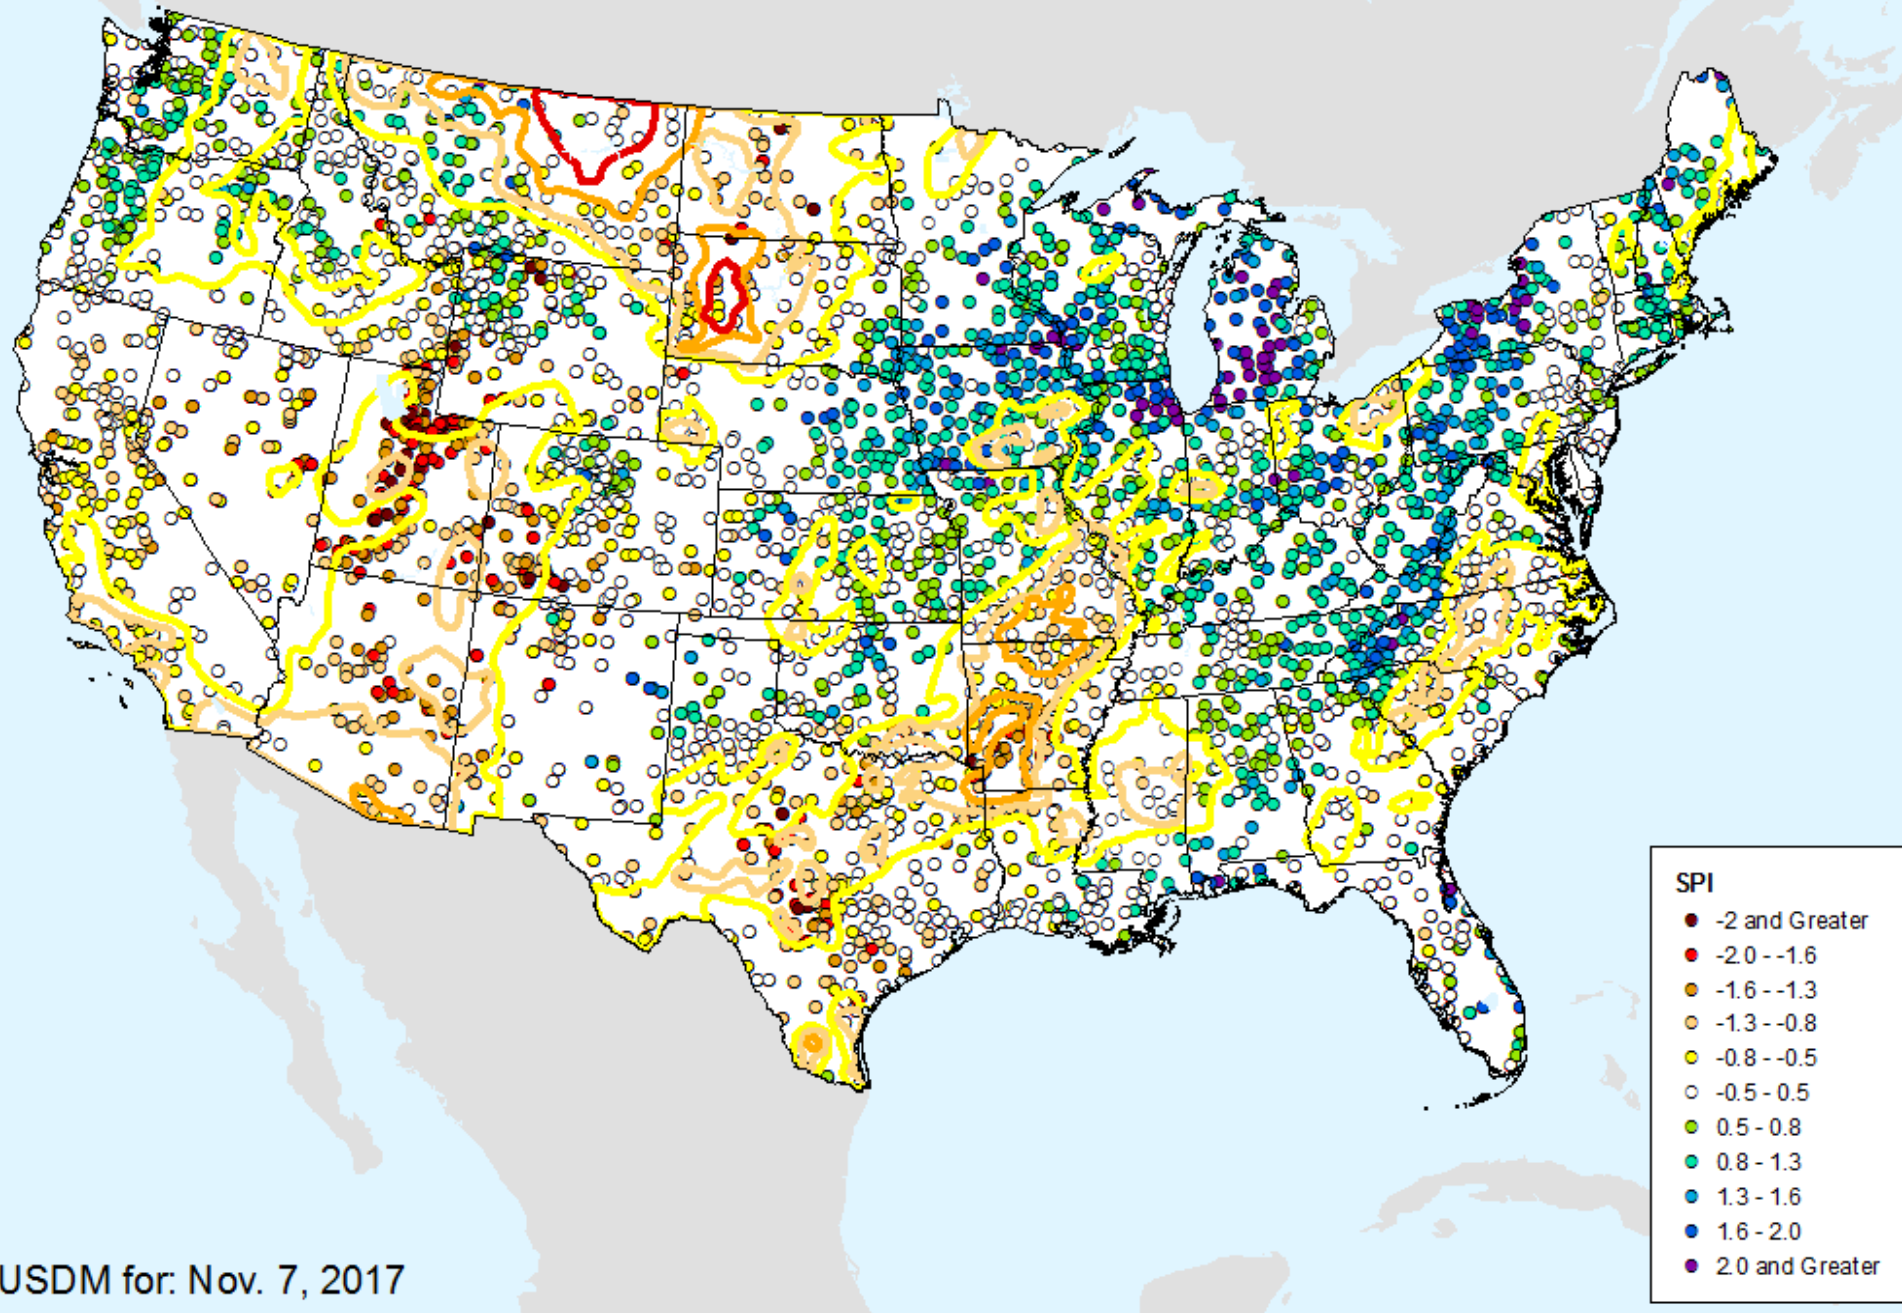 SPI
-2 and Greater
-2.0 - -1.6
-1.6 - -1.3
-1.3 - -0.8
-0.8 - -0.5
-0.5 - 0.5
0.5 - 0.8
0.8 - 1.3
1.3 - 1.6
1.6 - 2.0
2.0 and Greater
USDM for: Nov. 7, 2017